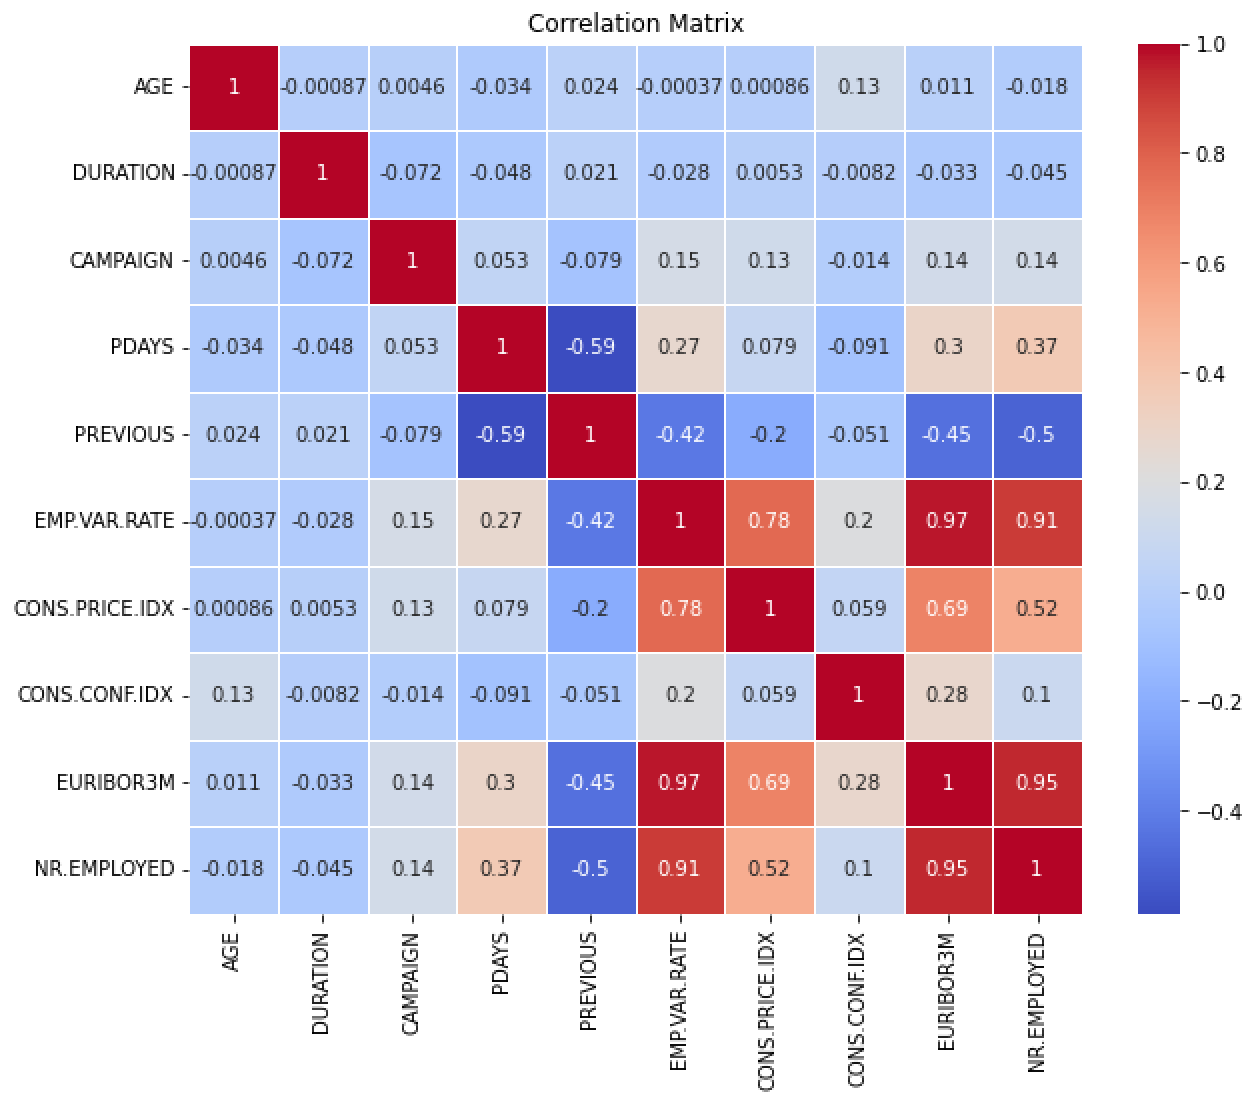 Correlation Matrix
AGE 1 -0.00087 0.0046 -0.034 0.024 -0.00037 0.00086 0.13 0.011 -0.018
DURATION -0.00087 1 -0.072 -0.048 0.021 -0.028 0.0053 -0.0082 -0.033 -0.045
CAMPAIGN 0.0046 -0.072 1 0.053 -0.079 0.15 0.13 -0.014 0.14 0.14
PDAYS -0.034 -0.048 0.053 1 -0.59 0.27 0.079 -0.091 0.3 0.37
PREVIOUS 0.024 0.021 -0.079 -0.59 1 -0.42 -0.2 -0.051 -0.45 -0.5
EMP.VAR.RATE -0.00037 -0.028 0.15 0.27 -0.42 1 0.78 0.2 0.97 0.91
CONS.PRICE.IDX 0.00086 0.0053 0.13 0.079 -0.2 0.78 1 0.059 0.69 0.52
CONS.CONF.IDX 0.13 -0.0082 -0.014 -0.091 -0.051 0.2 0.059 1 0.28 0.1
EURIBOR3M 0.011 -0.033 0.14 0.3 -0.45 0.97 0.69 0.28 1 0.95
NR.EMPLOYED -0.018 -0.045 0.14 0.37 -0.5 0.91 0.52 0.1 0.95 1
AGE
DURATION
CAMPAIGN
PDAYS
PREVIOUS
EMP.VAR.RATE
CONS.PRICE.IDX
CONS.CONF.IDX
EURIBOR3M
NR.EMPLOYED
1.0
0.8
0.6
0.4
0.2
0.0
−0.2
−0.4